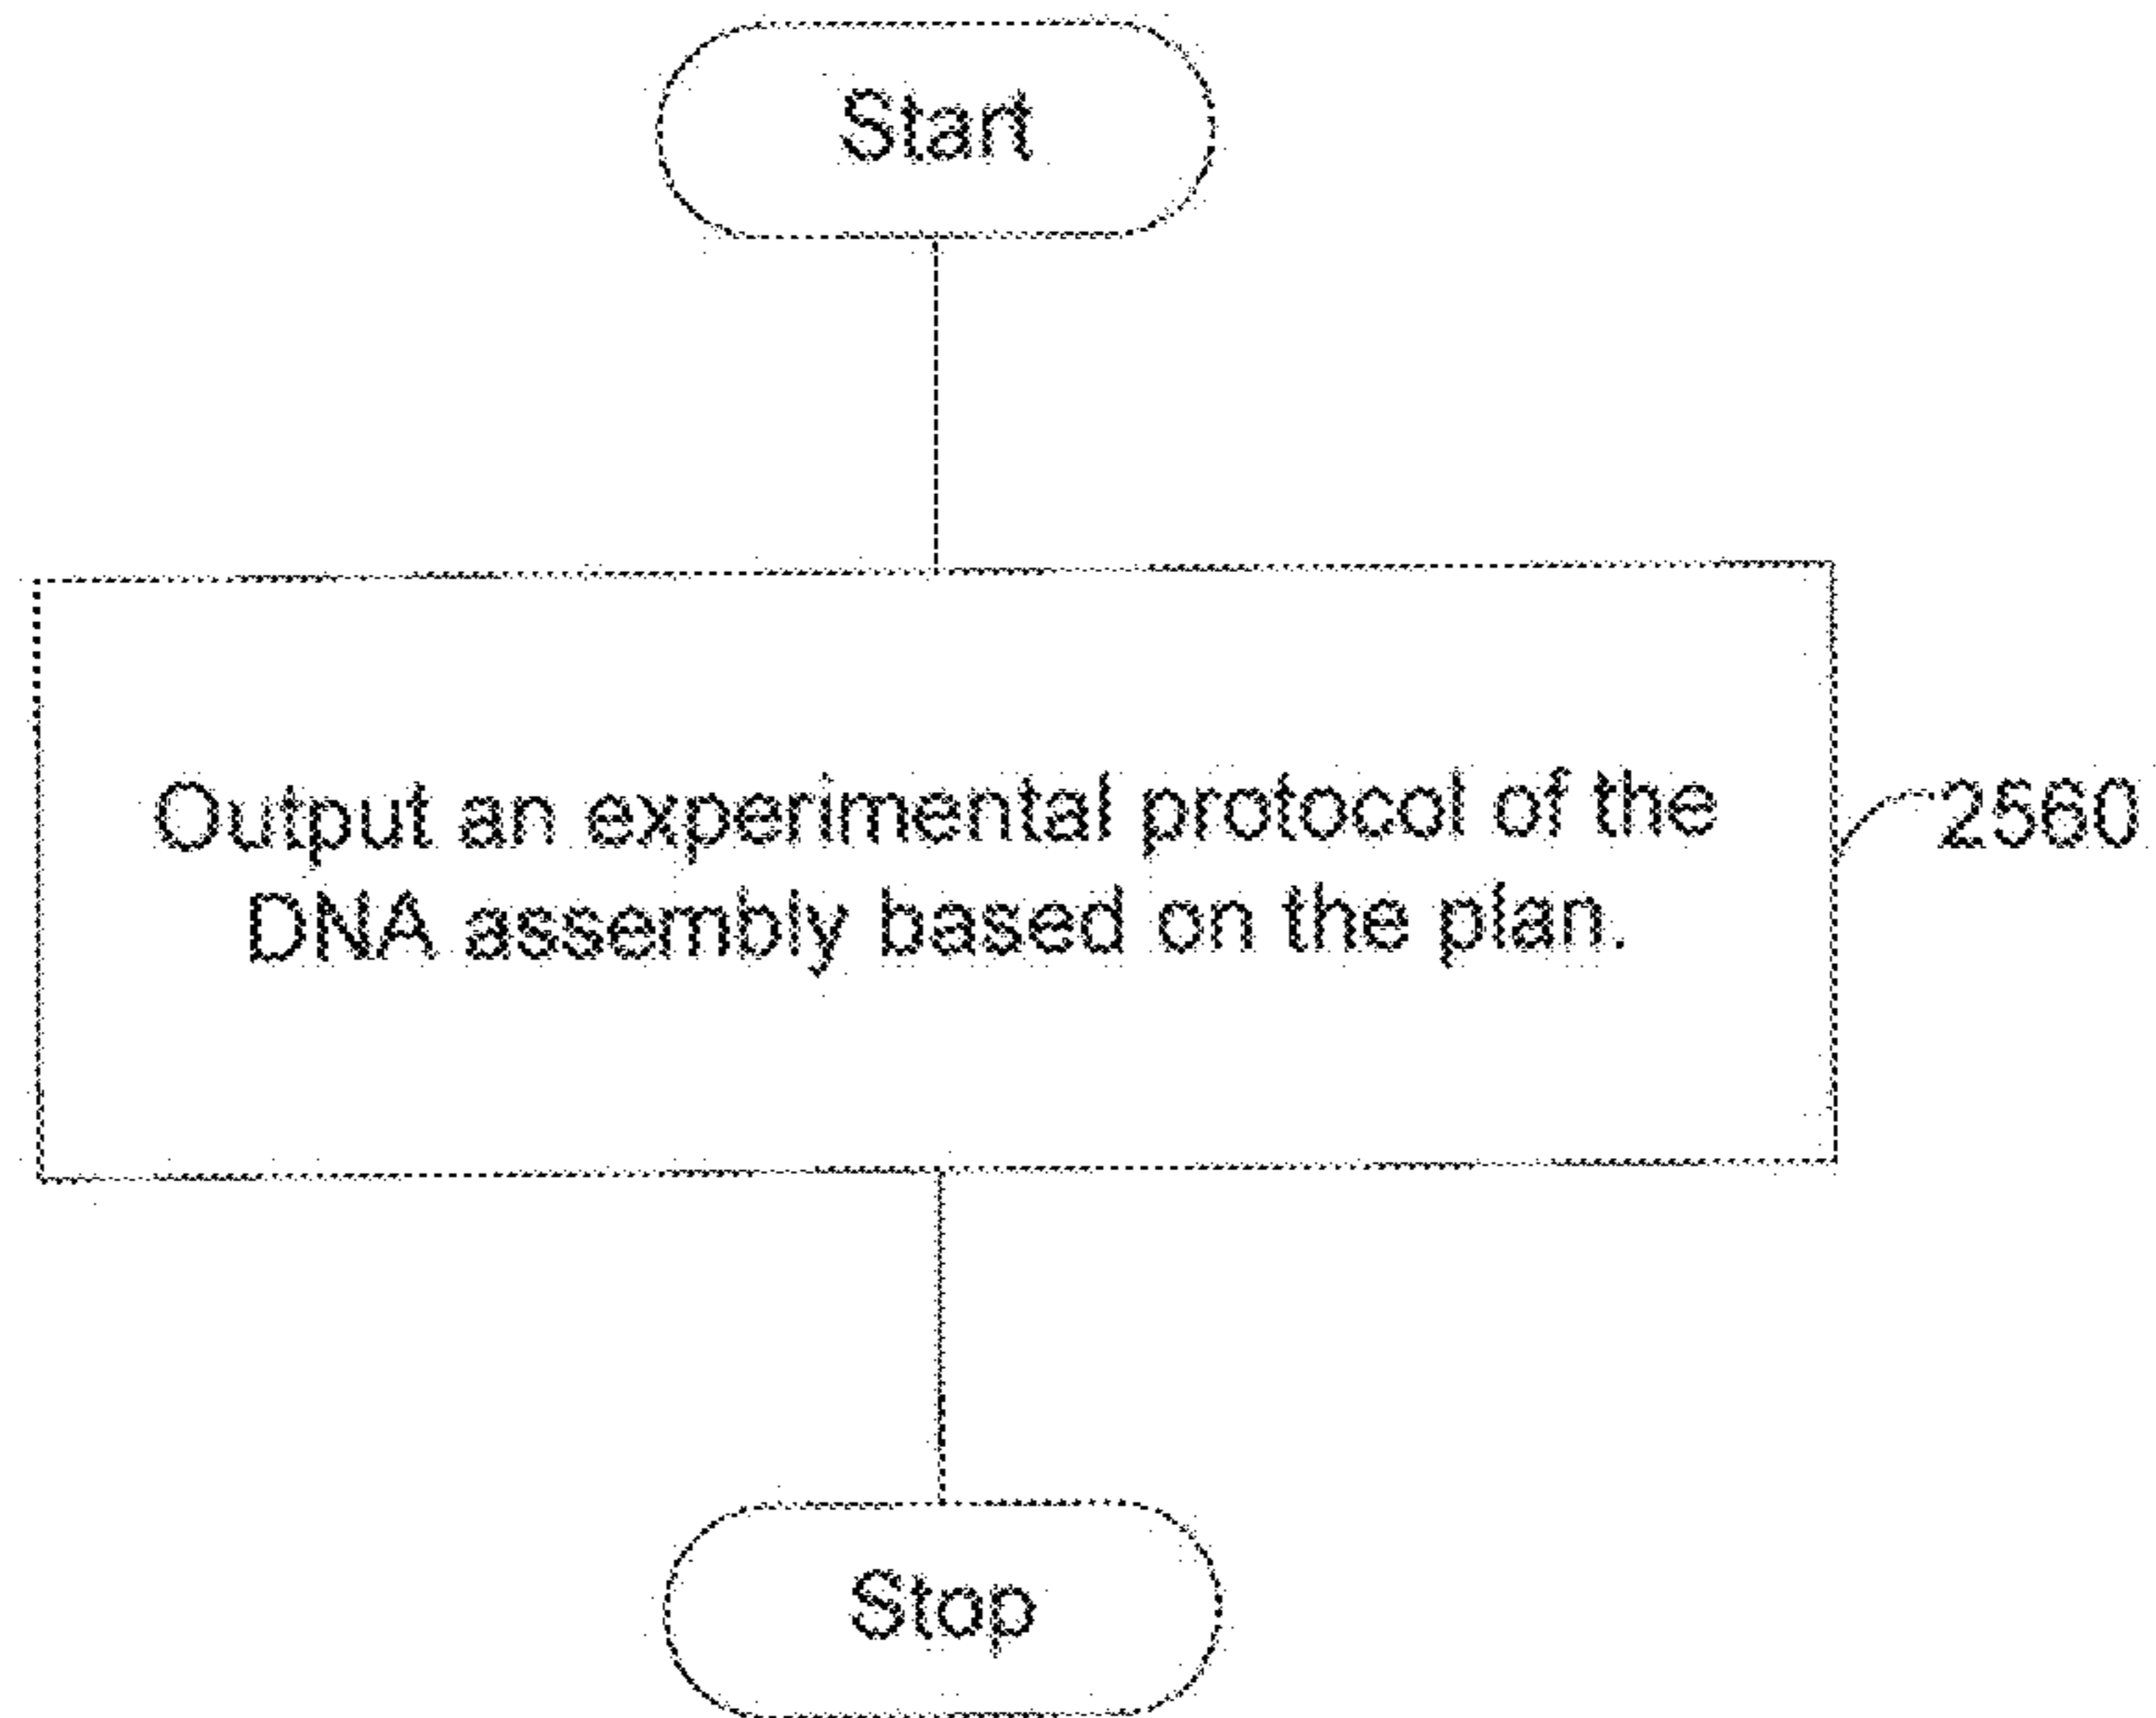 Start
Output an experimental protocol of the
DNA assembly based on the plan.
2560
Stop